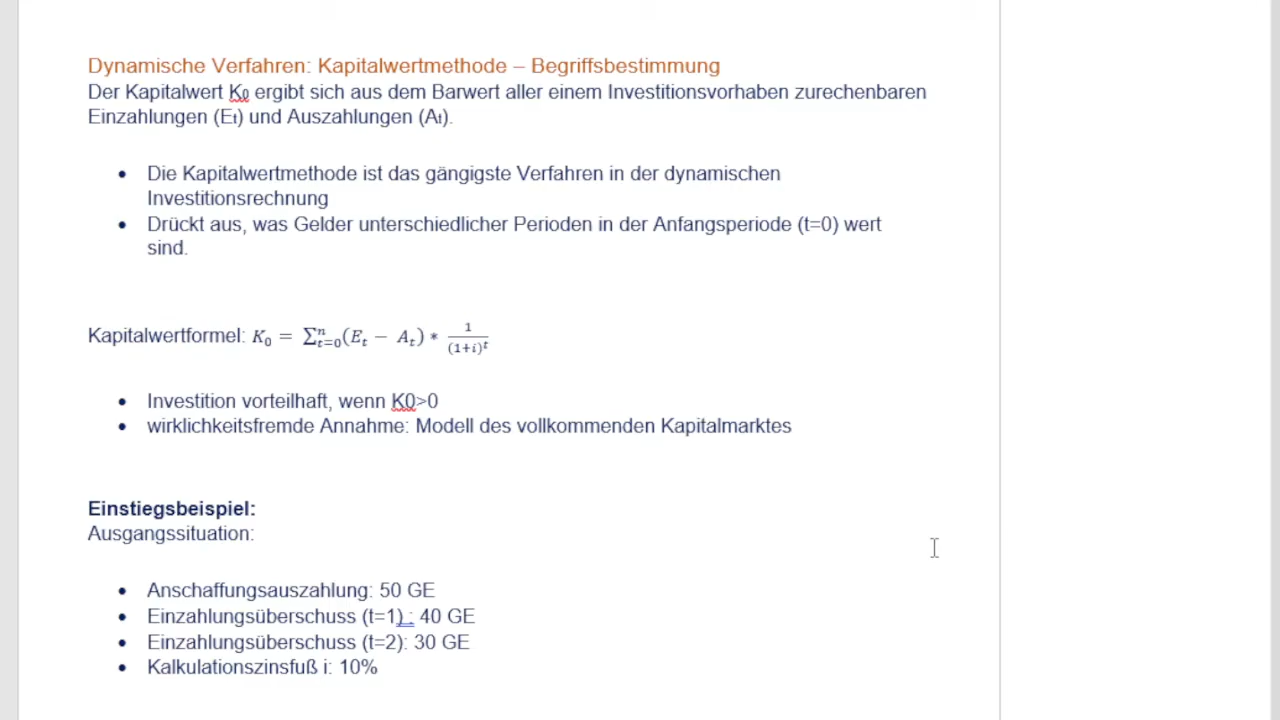 Dynamische Verfahren: Kapitalwertmethode – Begriffsbestimmung
Der Kapitalwert K₀ ergibt sich aus dem Barwert aller einem Investitionsvorhaben zurechenbaren
Einzahlungen (Et) und Auszahlungen (At).
• Die Kapitalwertmethode ist das gängigste Verfahren in der dynamischen
Investitionsrechnung
• Drückt aus, was Gelder unterschiedlicher Perioden in der Anfangsperiode (t=0) wert
sind.
Kapitalwertformel: K₀ = ∑ⁿₜ₌₀(Eₜ − Aₜ) * 1/(1+i)ᵗ
• Investition vorteilhaft, wenn K0>0
• wirklichkeitsfremde Annahme: Modell des vollkommenden Kapitalmarktes
Einstiegsbeispiel:
Ausgangssituation:
• Anschaffungsauszahlung: 50 GE
• Einzahlungsüberschuss (t=1) : 40 GE
• Einzahlungsüberschuss (t=2): 30 GE
• Kalkulationszinsfuß i: 10%